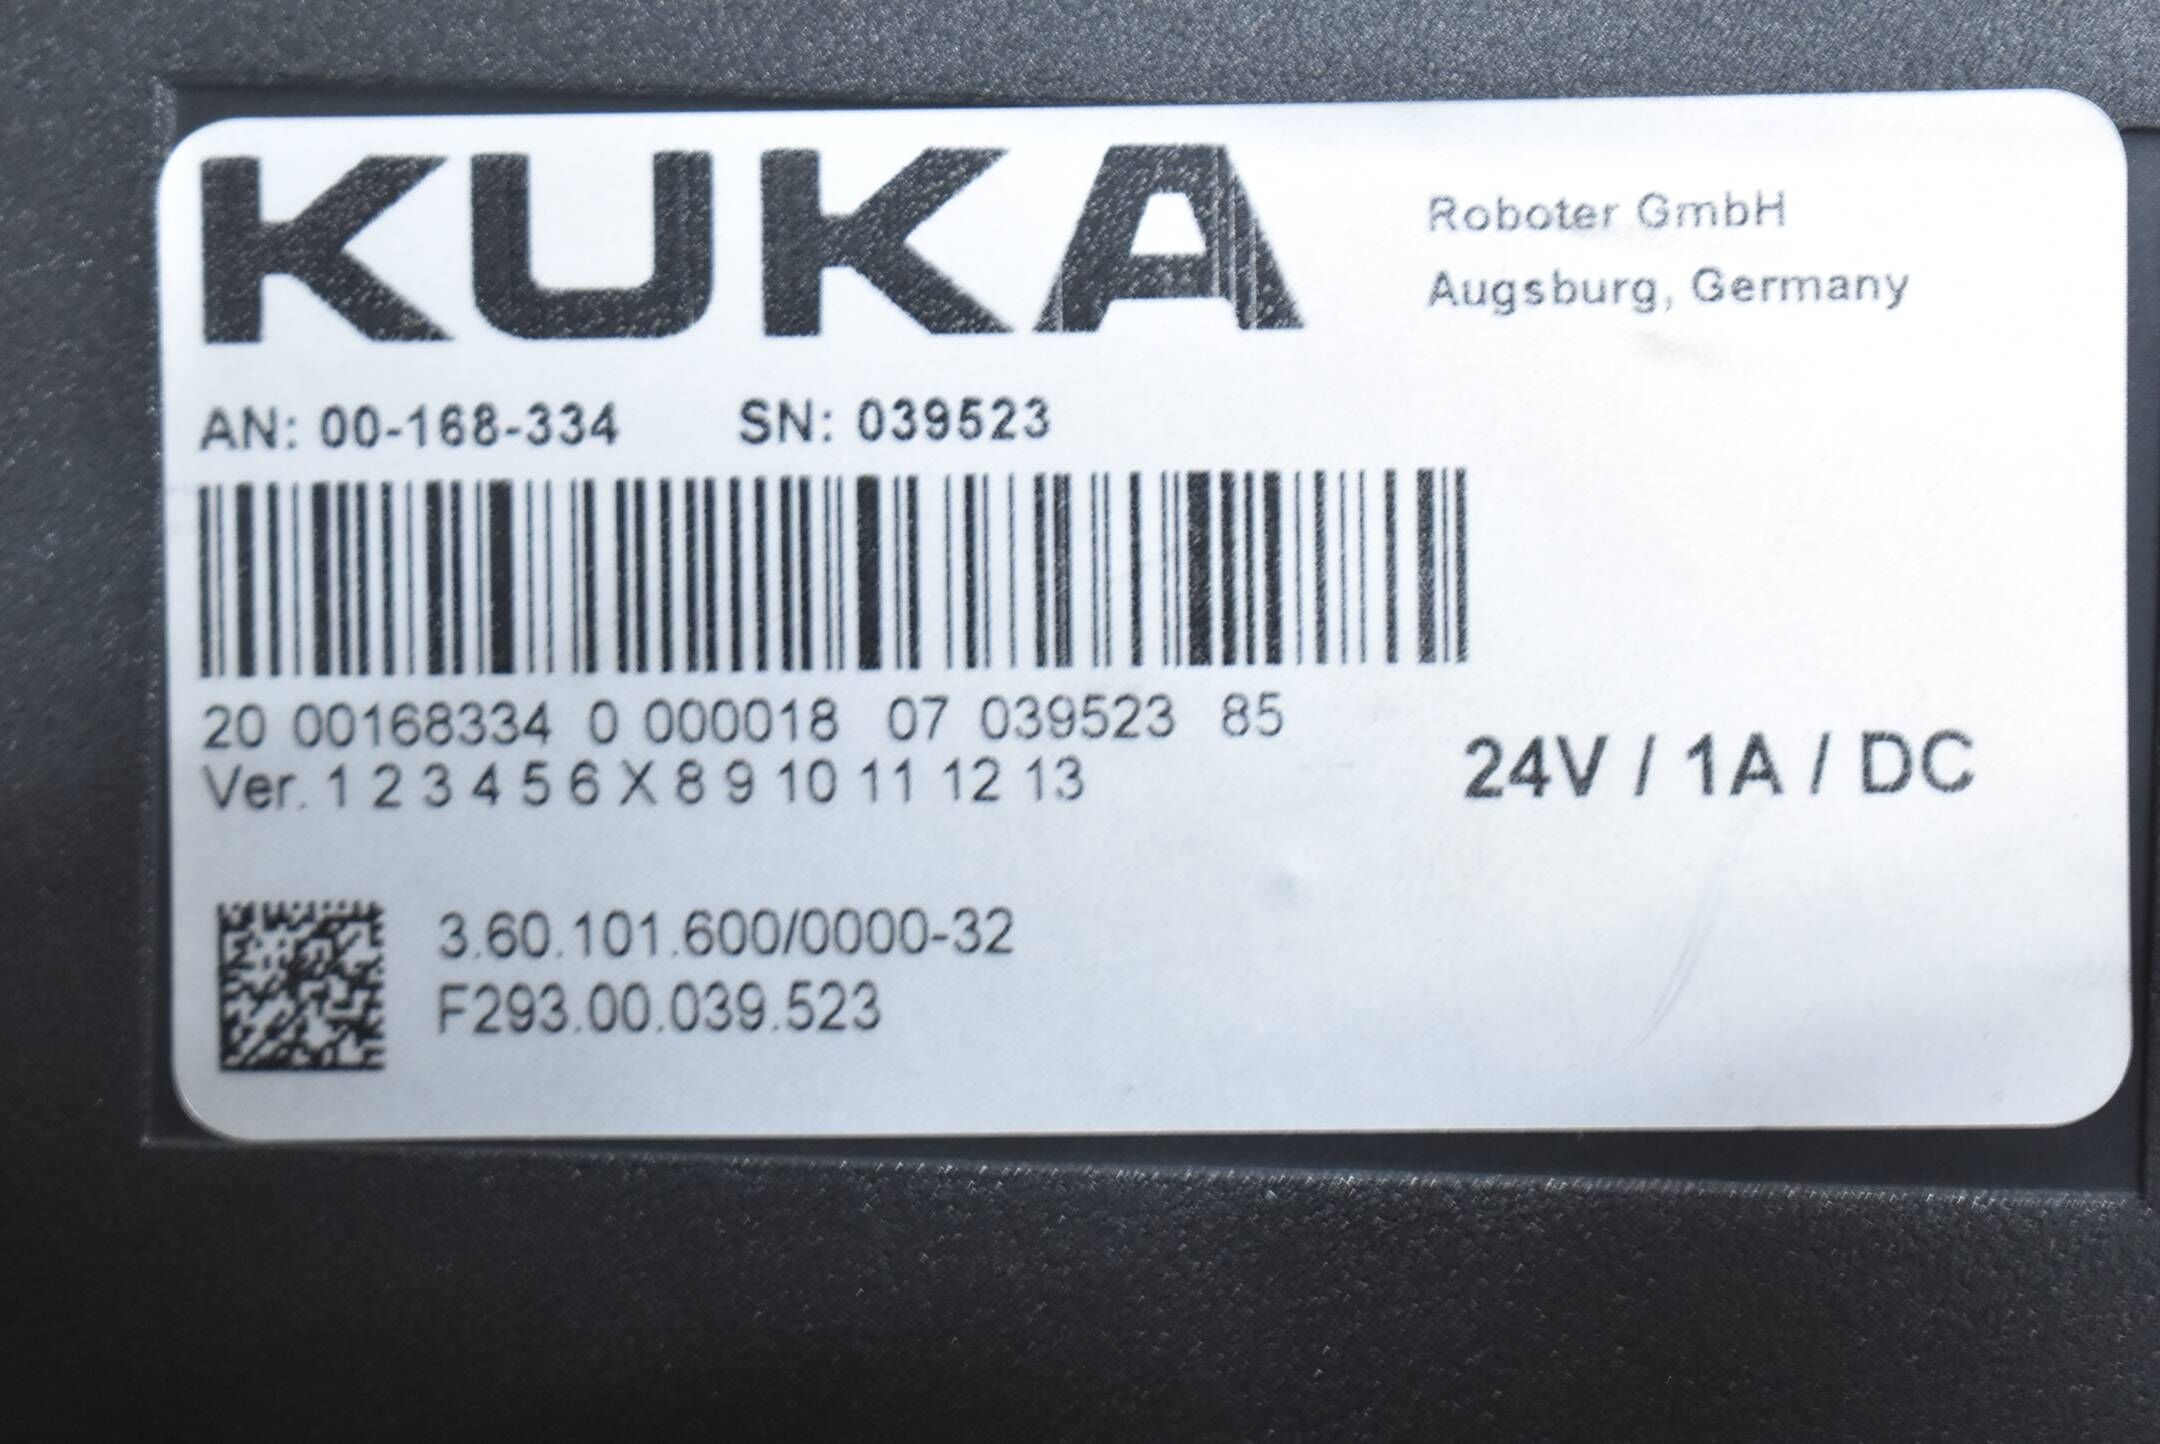 KUKA
Roboter GmbH
Augsburg, Germany
AN: 00-168-334 SN: 039523
20 00168334 0 000018 07 039523 85
Ver. 1 2 3 4 5 6 X 8 9 10 11 12 13
24V / 1A / DC
3.60.101.600/0000-32
F293.00.039.523